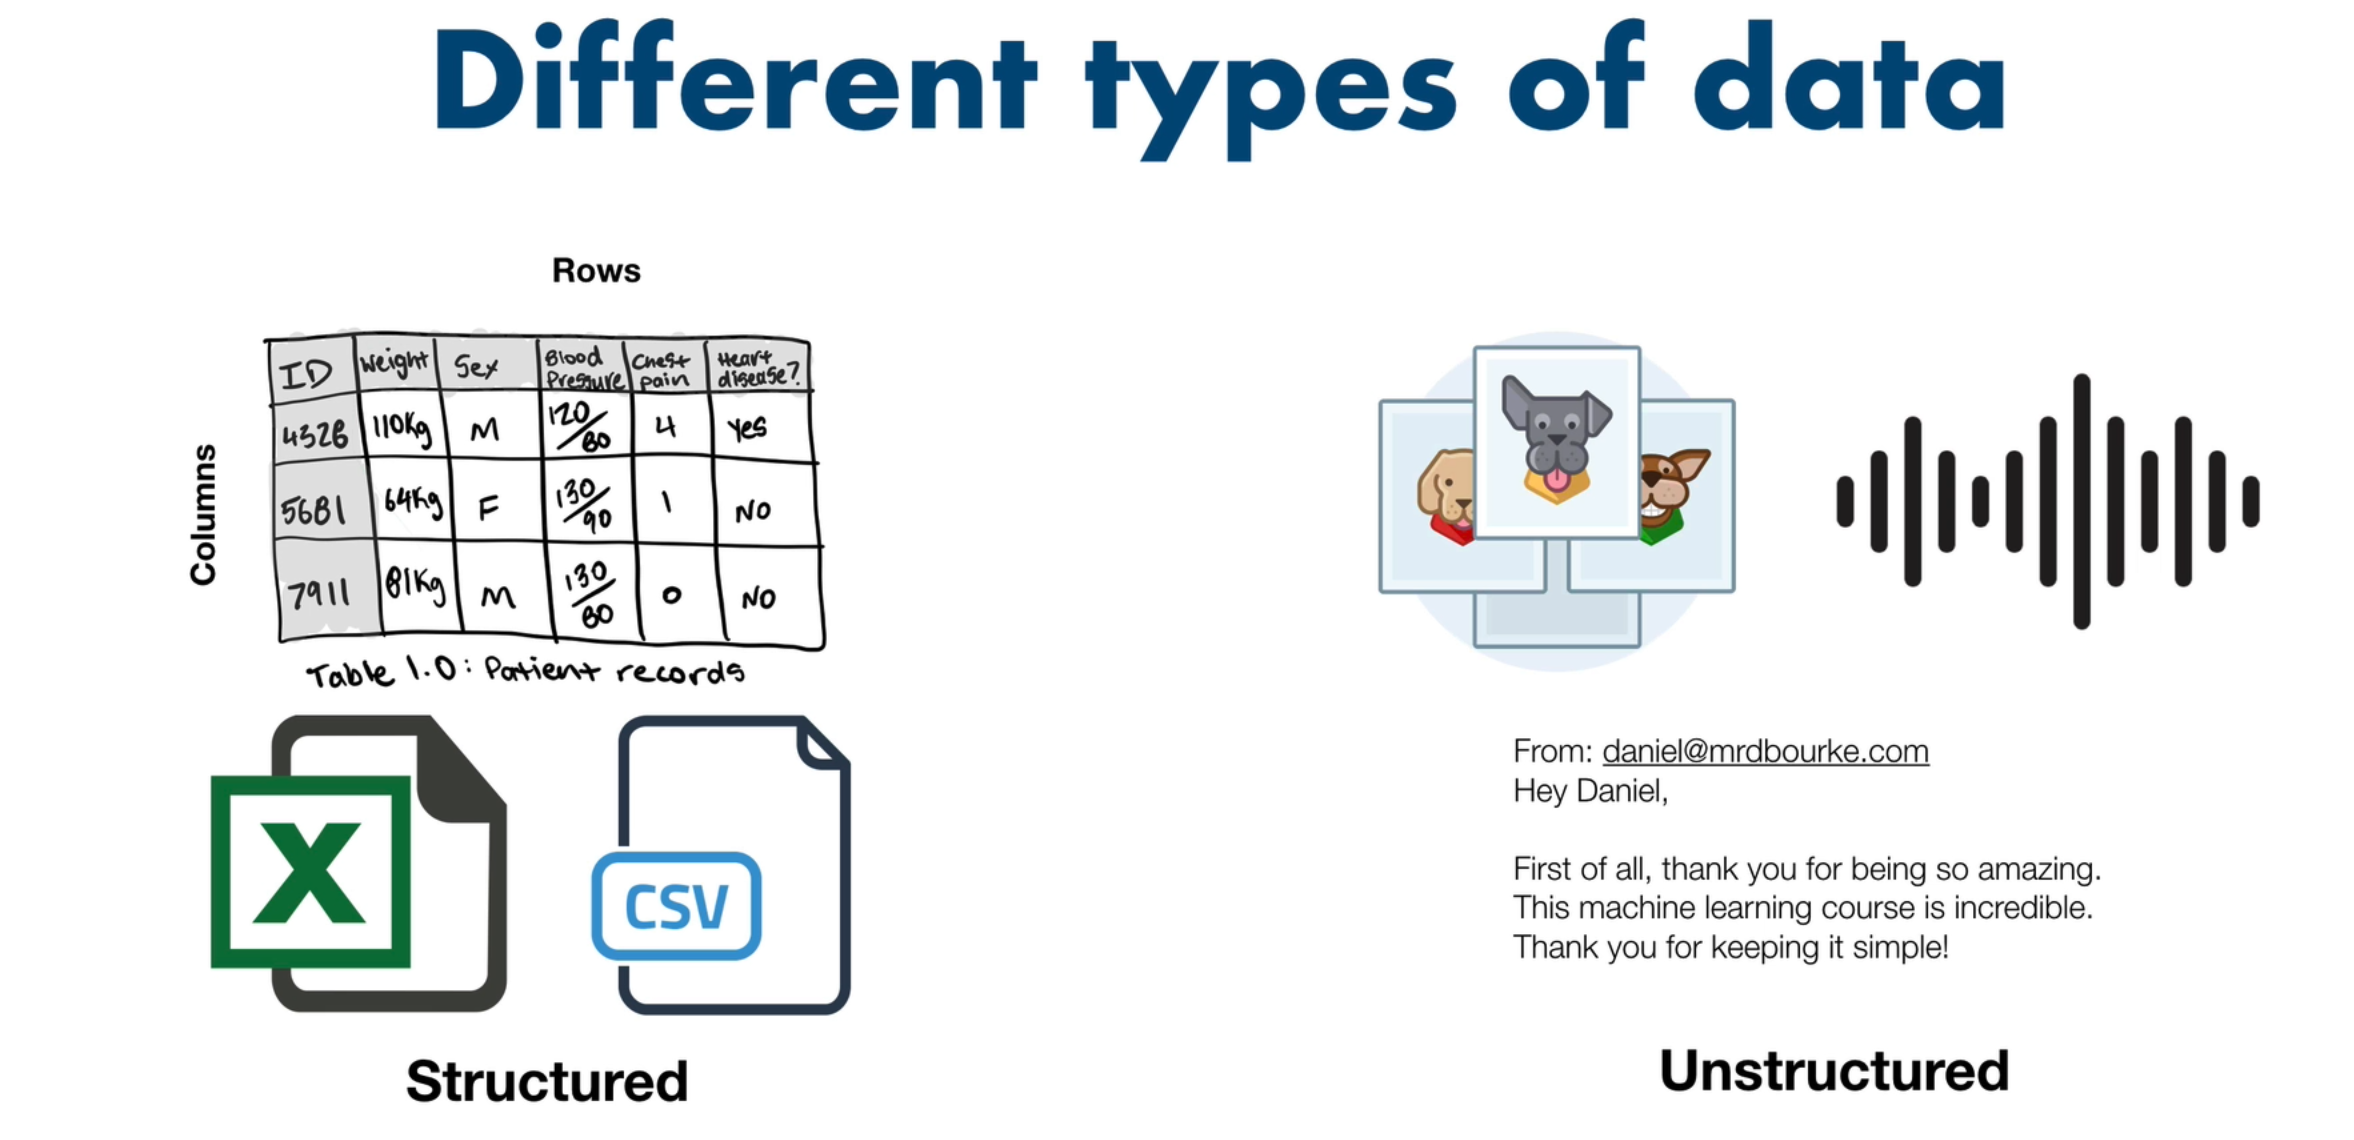 Different types of data
Rows
Columns
ID Weight Sex Blood Pressure Chest pain Heart disease?
4328 110Kg M 120/80 4 Yes
5681 64Kg F 130/90 1 No
7911 81Kg M 130/80 0 No
Table 1.0: Patient records
X
CSV
Structured
From: daniel@mrdbourke.com
Hey Daniel,
First of all, thank you for being so amazing.
This machine learning course is incredible.
Thank you for keeping it simple!
Unstructured